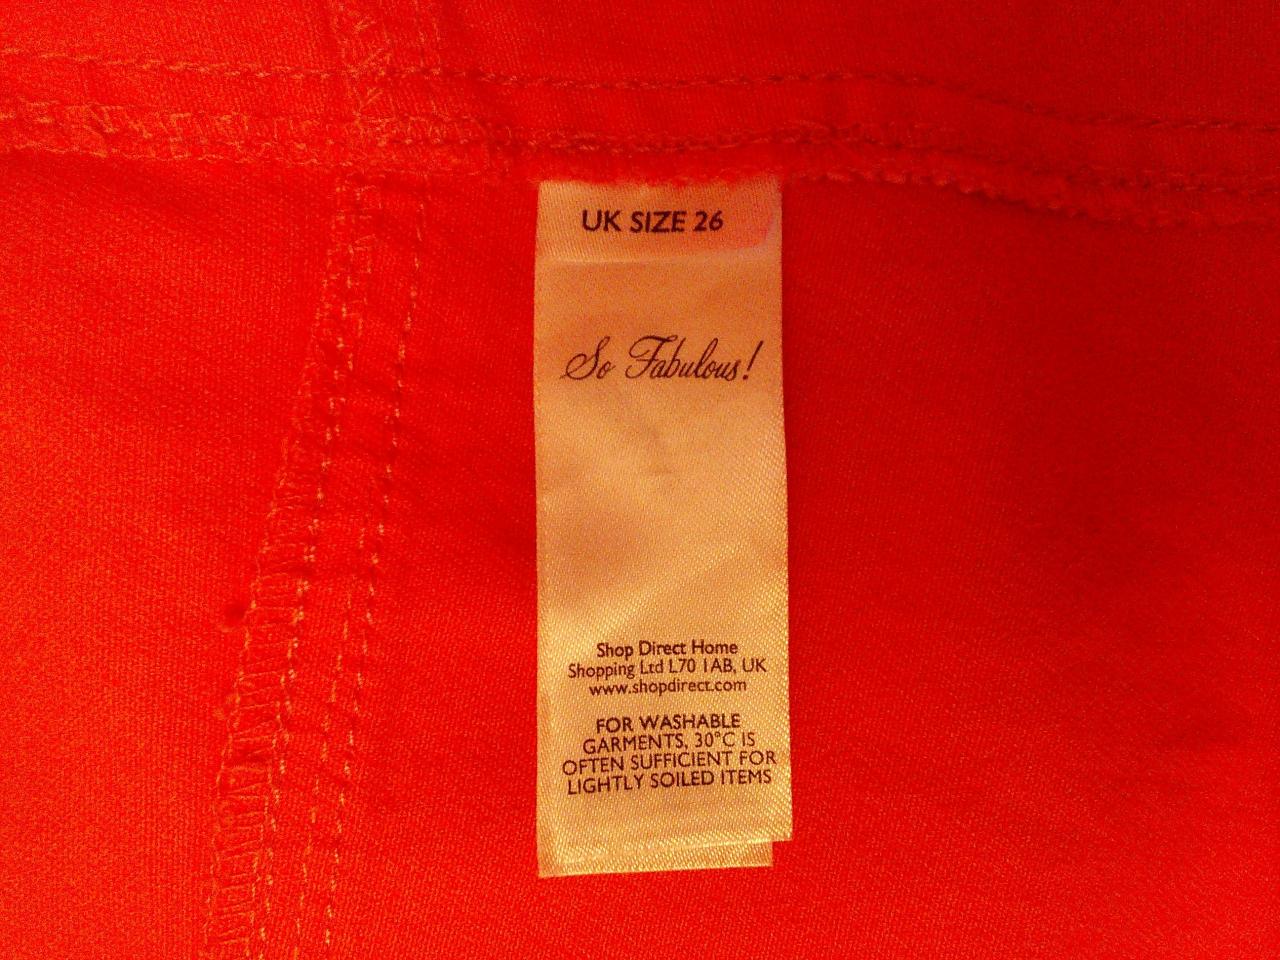 UK SIZE 26
So Fabulous!
Shop Direct Home
Shopping Ltd L70 1AB, UK
www.shopdirect.com
FOR WASHABLE
GARMENTS, 30°C IS
OFTEN SUFFICIENT FOR
LIGHTLY SOILED ITEMS